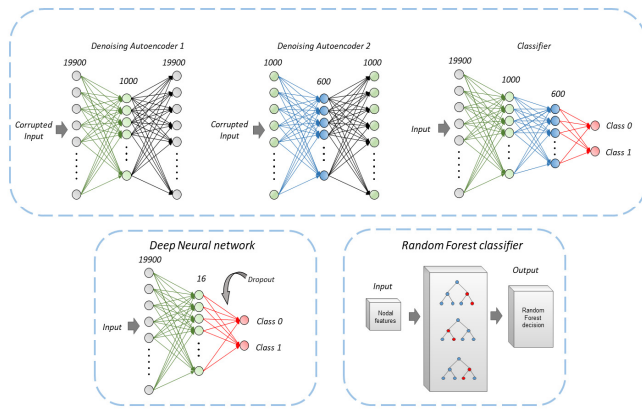 Denoising Autoencoder 1
19900
1000
19900
Corrupted
Input
Denoising Autoencoder 2
1000
600
1000
Corrupted
Input
Classifier
19900
1000
600
Input
Class 0
Class 1
Deep Neural network
19900
16
Dropout
Input
Class 0
Class 1
Random Forest classifier
Input
Nodal
features
Output
Random
Forest
decision